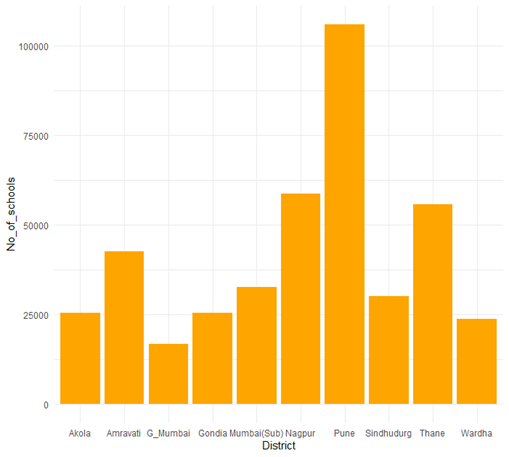 No_of_schools
100000
75000
50000
25000
0
Akola Amravati G_Mumbai Gondia Mumbai(Sub) Nagpur Pune Sindhudurg Thane Wardha
District